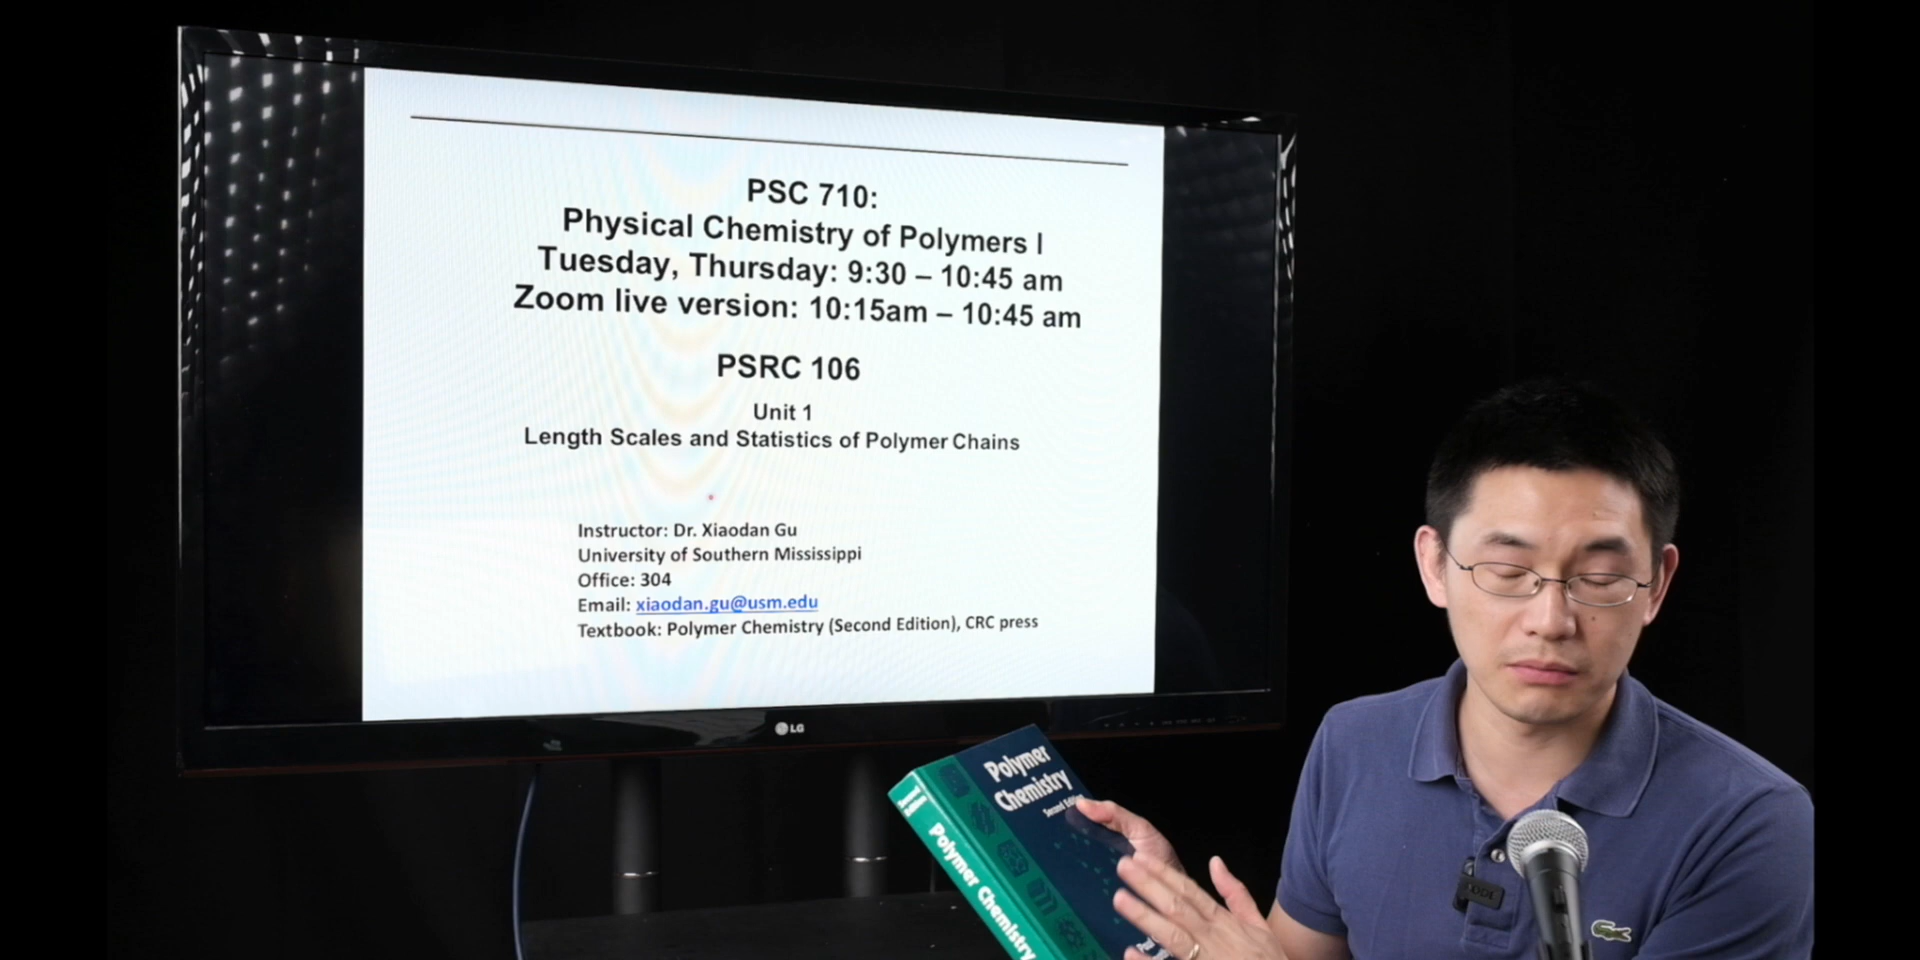 PSC 710:
Physical Chemistry of Polymers I
Tuesday, Thursday: 9:30 – 10:45 am
Zoom live version: 10:15am – 10:45 am
PSRC 106
Unit 1
Length Scales and Statistics of Polymer Chains
Instructor: Dr. Xiaodan Gu
University of Southern Mississippi
Office: 304
Email: xiaodan.gu@usm.edu
Textbook: Polymer Chemistry (Second Edition), CRC press
LG
Polymer
Chemistry
Second
Polymer Chemistry